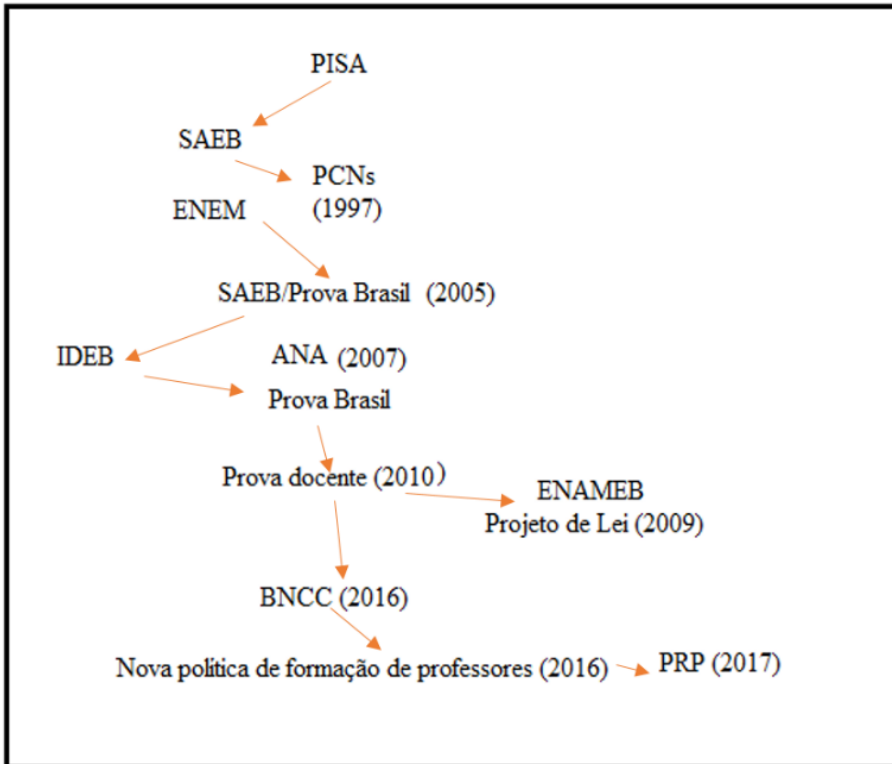 PISA
SAEB
PCNs
(1997)
ENEM
SAEB/Prova Brasil (2005)
IDEB
ANA (2007)
Prova Brasil
Prova docente (2010)
ENAMEB
Projeto de Lei (2009)
BNCC (2016)
Nova política de formação de professores (2016)
PRP (2017)